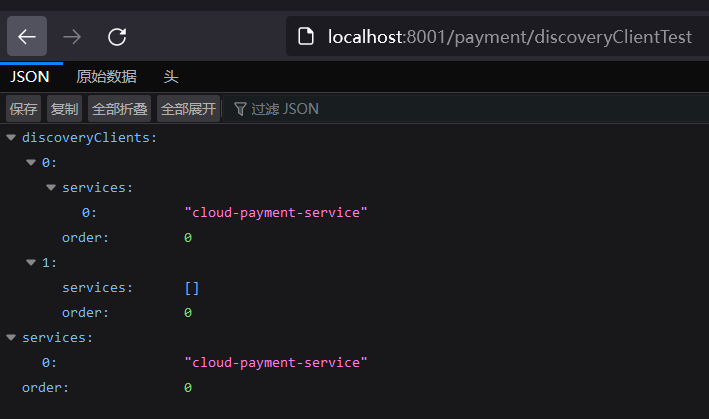 localhost:8001/payment/discoveryClientTest
JSON 原始数据 头
保存 复制 全部折叠 全部展开 过滤 JSON
discoveryClients:
0:
services:
0: "cloud-payment-service"
order: 0
1:
services: []
order: 0
services:
0: "cloud-payment-service"
order: 0